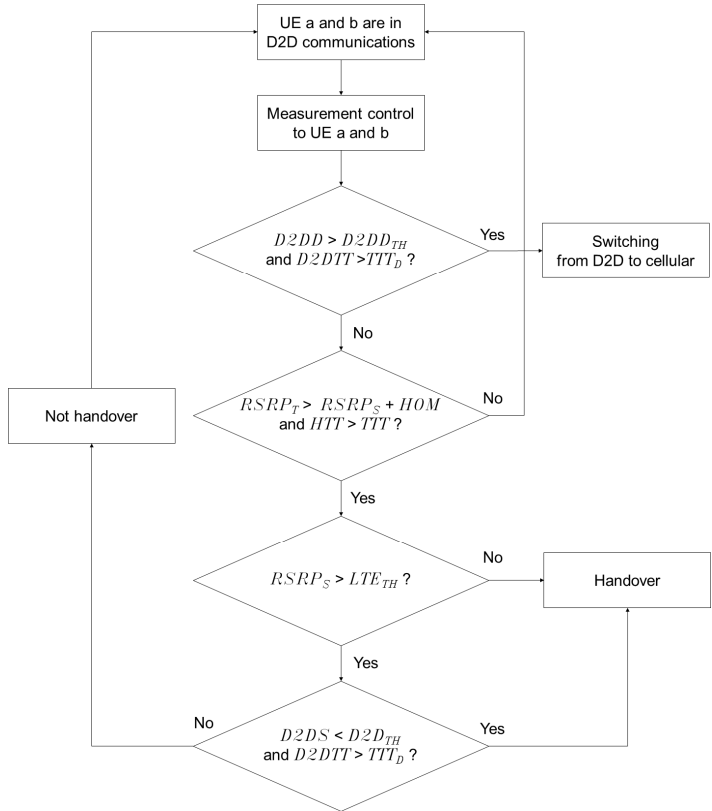 UE a and b are in
D2D communications
Measurement control
to UE a and b
D2DD > D2DD_TH
and D2DTT >TTT_D ?
Yes
Switching
from D2D to cellular
No
RSRP_T > RSRP_S + HOM
and HTT > TTT ?
No
Not handover
Yes
RSRP_S > LTE_TH ?
No
Handover
Yes
D2DS < D2D_TH
and D2DTT > TTT_D ?
No
Yes